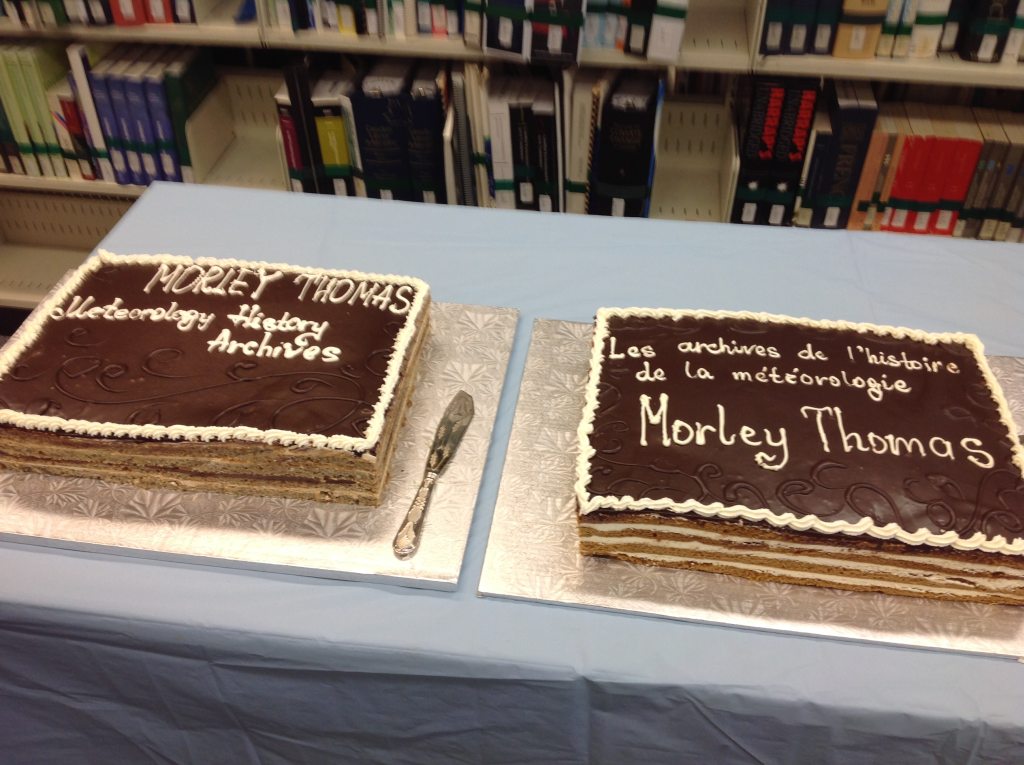 MORLEY THOMAS
Meteorology History
Archives
Les archives de l'histoire
de la météorologie
Morley Thomas